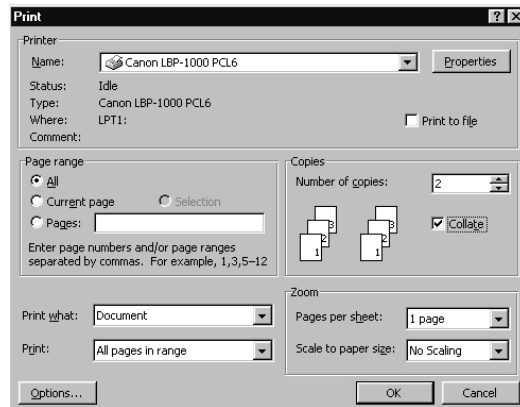 Print
Printer
Name: Canon LBP-1000 PCL6 Properties
Status: Idle
Type: Canon LBP-1000 PCL6
Where: LPT1: Print to file
Comment:
Page range
All
Current page Selection
Pages:
Enter page numbers and/or page ranges
separated by commas. For example, 1,3,5–12
Copies
Number of copies: 2
3 3
2 2
1 1
Collate
Print what: Document
Print: All pages in range
Zoom
Pages per sheet: 1 page
Scale to paper size: No Scaling
Options... OK Cancel